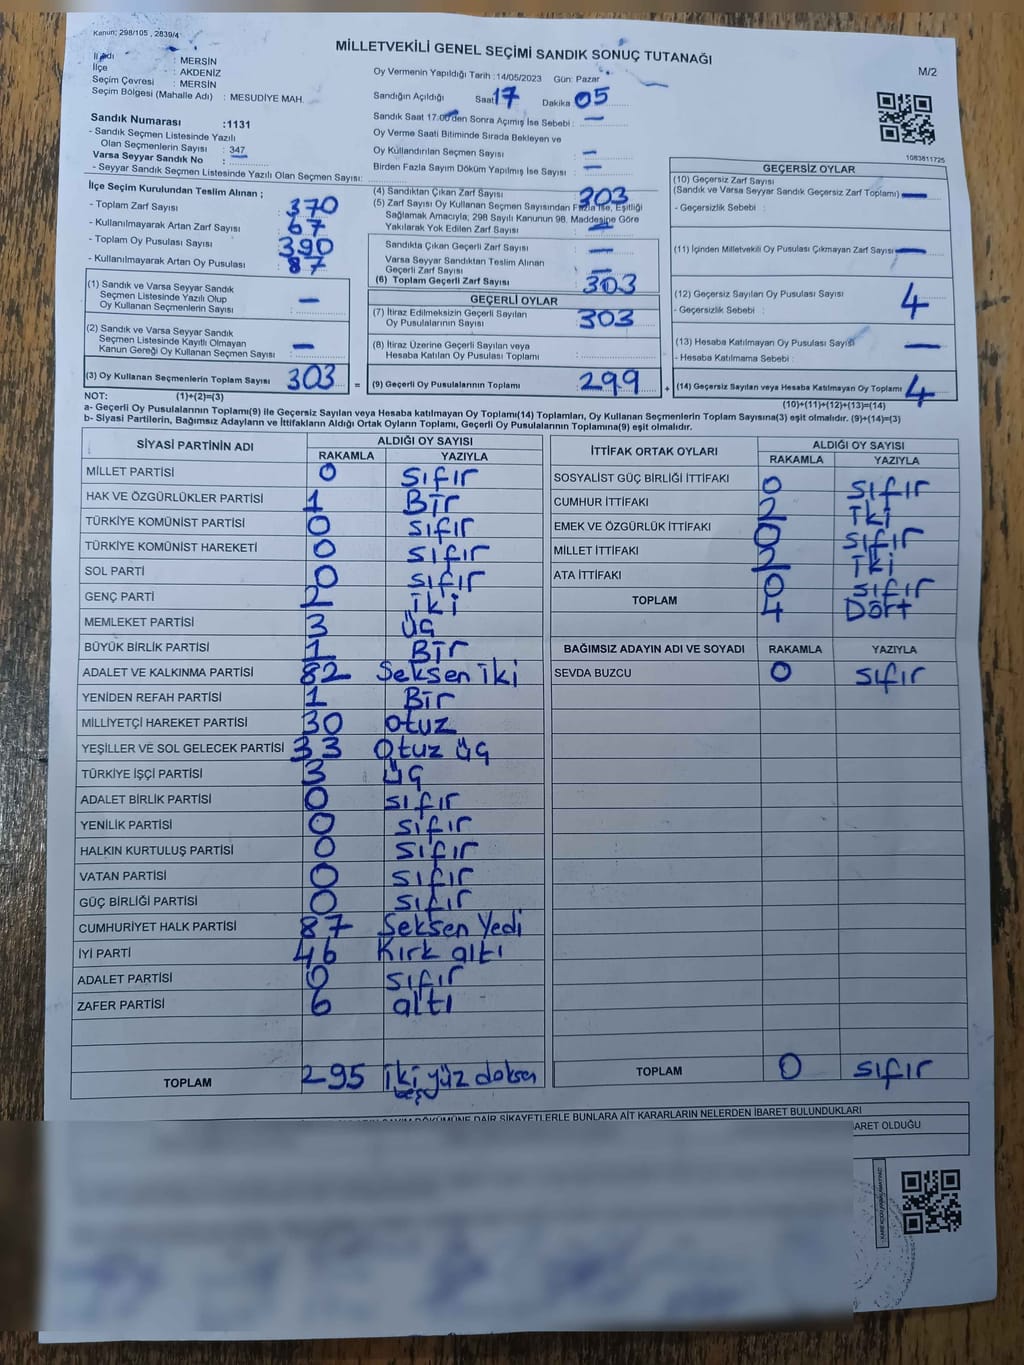 Kanun; 298/105 , 2839/4
MİLLETVEKİLİ GENEL SEÇİMİ SANDIK SONUÇ TUTANAĞI
M/2
İl Adı : MERSİN
İlçe : AKDENİZ
Seçim Çevresi : MERSİN
Seçim Bölgesi (Mahalle Adı) : MESUDİYE MAH.
Sandık Numarası :1131
- Sandık Seçmen Listesinde Yazılı
Olan Seçmenlerin Sayısı : 347
Varsa Seyyar Sandık No :
- Seyyar Sandık Seçmen Listesinde Yazılı Olan Seçmen Sayısı:
Oy Vermenin Yapıldığı Tarih :14/05/2023 Gün: Pazar
Sandığın Açıldığı Saat 17 Dakika 05
Sandık Saat 17.00'den Sonra Açımış İse Sebebi : —
Oy Verme Saati Bitiminde Sırada Bekleyen ve
Oy Kullandırılan Seçmen Sayısı : —
Birden Fazla Sayım Döküm Yapılmış İse Sayısı : —
1083811725
İlçe Seçim Kurulundan Teslim Alınan ;
- Toplam Zarf Sayısı : 370
- Kullanılmayarak Artan Zarf Sayısı : 67
- Toplam Oy Pusulası Sayısı : 390
- Kullanılmayarak Artan Oy Pusulası : 87
(1) Sandık ve Varsa Seyyar Sandık
Seçmen Listesinde Yazılı Olup
Oy Kullanan Seçmenlerin Sayısı : —
(2) Sandık ve Varsa Seyyar Sandık
Seçmen Listesinde Kayıtlı Olmayan
Kanun Gereği Oy Kullanan Seçmen Sayısı : —
(3) Oy Kullanan Seçmenlerin Toplam Sayısı : 303
(4) Sandıktan Çıkan Zarf Sayısı : 303
(5) Zarf Sayısı Oy Kullanan Seçmen Sayısından Fazla İse, Eşitliği
Sağlamak Amacıyla; 298 Sayılı Kanunun 98. Maddesine Göre
Yakılarak Yok Edilen Zarf Sayısı : —
Sandıkta Çıkan Geçerli Zarf Sayısı : —
Varsa Seyyar Sandıktan Teslim Alınan
Geçerli Zarf Sayısı : —
(6) Toplam Geçerli Zarf Sayısı : 303
GEÇERLİ OYLAR
(7) İtiraz Edilmeksizin Geçerli Sayılan
Oy Pusulalarının Sayısı : 303
(8) İtiraz Üzerine Geçerli Sayılan veya
Hesaba Katılan Oy Pusulası Toplamı :
= (9) Geçerli Oy Pusulalarının Toplamı : 299 +
GEÇERSİZ OYLAR
(10) Geçersiz Zarf Sayısı
(Sandık ve Varsa Seyyar Sandık Geçersiz Zarf Toplamı) : —
- Geçersizlik Sebebi :
(11) İçinden Milletvekili Oy Pusulası Çıkmayan Zarf Sayısı : —
(12) Geçersiz Sayılan Oy Pusulası Sayısı : 4
- Geçersizlik Sebebi :
(13) Hesaba Katılmayan Oy Pusulası Sayısı : —
- Hesaba Katılmama Sebebi :
(14) Geçersiz Sayılan veya Hesaba Katılmayan Oy Toplamı : 4
NOT: (1)+(2)=(3)
(10)+(11)+(12)+(13)=(14)
a- Geçerli Oy Pusulalarının Toplamı(9) ile Geçersiz Sayılan veya Hesaba katılmayan Oy Toplamı(14) Toplamları, Oy Kullanan Seçmenlerin Toplam Sayısına(3) eşit olmalıdır. (9)+(14)=(3)
b- Siyasi Partilerin, Bağımsız Adayların ve İttifakların Aldığı Ortak Oyların Toplamı, Geçerli Oy Pusulalarının Toplamına(9) eşit olmalıdır.
SİYASİ PARTİNİN ADI ALDIĞI OY SAYISI
RAKAMLA YAZIYLA
MİLLET PARTİSİ 0 sıfır
HAK VE ÖZGÜRLÜKLER PARTİSİ 1 Bir
TÜRKİYE KOMÜNİST PARTİSİ 0 sıfır
TÜRKİYE KOMÜNİST HAREKETİ 0 sıfır
SOL PARTİ 0 sıfır
GENÇ PARTİ 2 iki
MEMLEKET PARTİSİ 3 üç
BÜYÜK BİRLİK PARTİSİ 1 Bir
ADALET VE KALKINMA PARTİSİ 82 Seksen iki
YENİDEN REFAH PARTİSİ 1 Bir
MİLLİYETÇİ HAREKET PARTİSİ 30 otuz
YEŞİLLER VE SOL GELECEK PARTİSİ 33 Otuz üç
TÜRKİYE İŞÇİ PARTİSİ 3 üç
ADALET BİRLİK PARTİSİ 0 sıfır
YENİLİK PARTİSİ 0 sıfır
HALKIN KURTULUŞ PARTİSİ 0 sıfır
VATAN PARTİSİ 0 sıfır
GÜÇ BİRLİĞİ PARTİSİ 0 sıfır
CUMHURİYET HALK PARTİSİ 87 Seksen Yedi
İYİ PARTİ 46 Kırk altı
ADALET PARTİSİ 0 sıfır
ZAFER PARTİSİ 6 altı
TOPLAM 295 iki yüz doksan
beş
İTTİFAK ORTAK OYLARI ALDIĞI OY SAYISI
RAKAMLA YAZIYLA
SOSYALİST GÜÇ BİRLİĞİ İTTİFAKI 0 sıfır
CUMHUR İTTİFAKI 2 İki
EMEK VE ÖZGÜRLÜK İTTİFAKI 0 sıfır
MİLLET İTTİFAKI 2 İki
ATA İTTİFAKI 0 sıfır
TOPLAM 4 Dört
BAĞIMSIZ ADAYIN ADI VE SOYADI RAKAMLA YAZIYLA
SEVDA BUZCU 0 sıfır
TOPLAM 0 sıfır
DÖKÜMÜNE DAİR ŞİKAYETLERLE BUNLARA AİT KARARLARIN NELERDEN İBARET BULUNDUKLARI
OLDUĞU